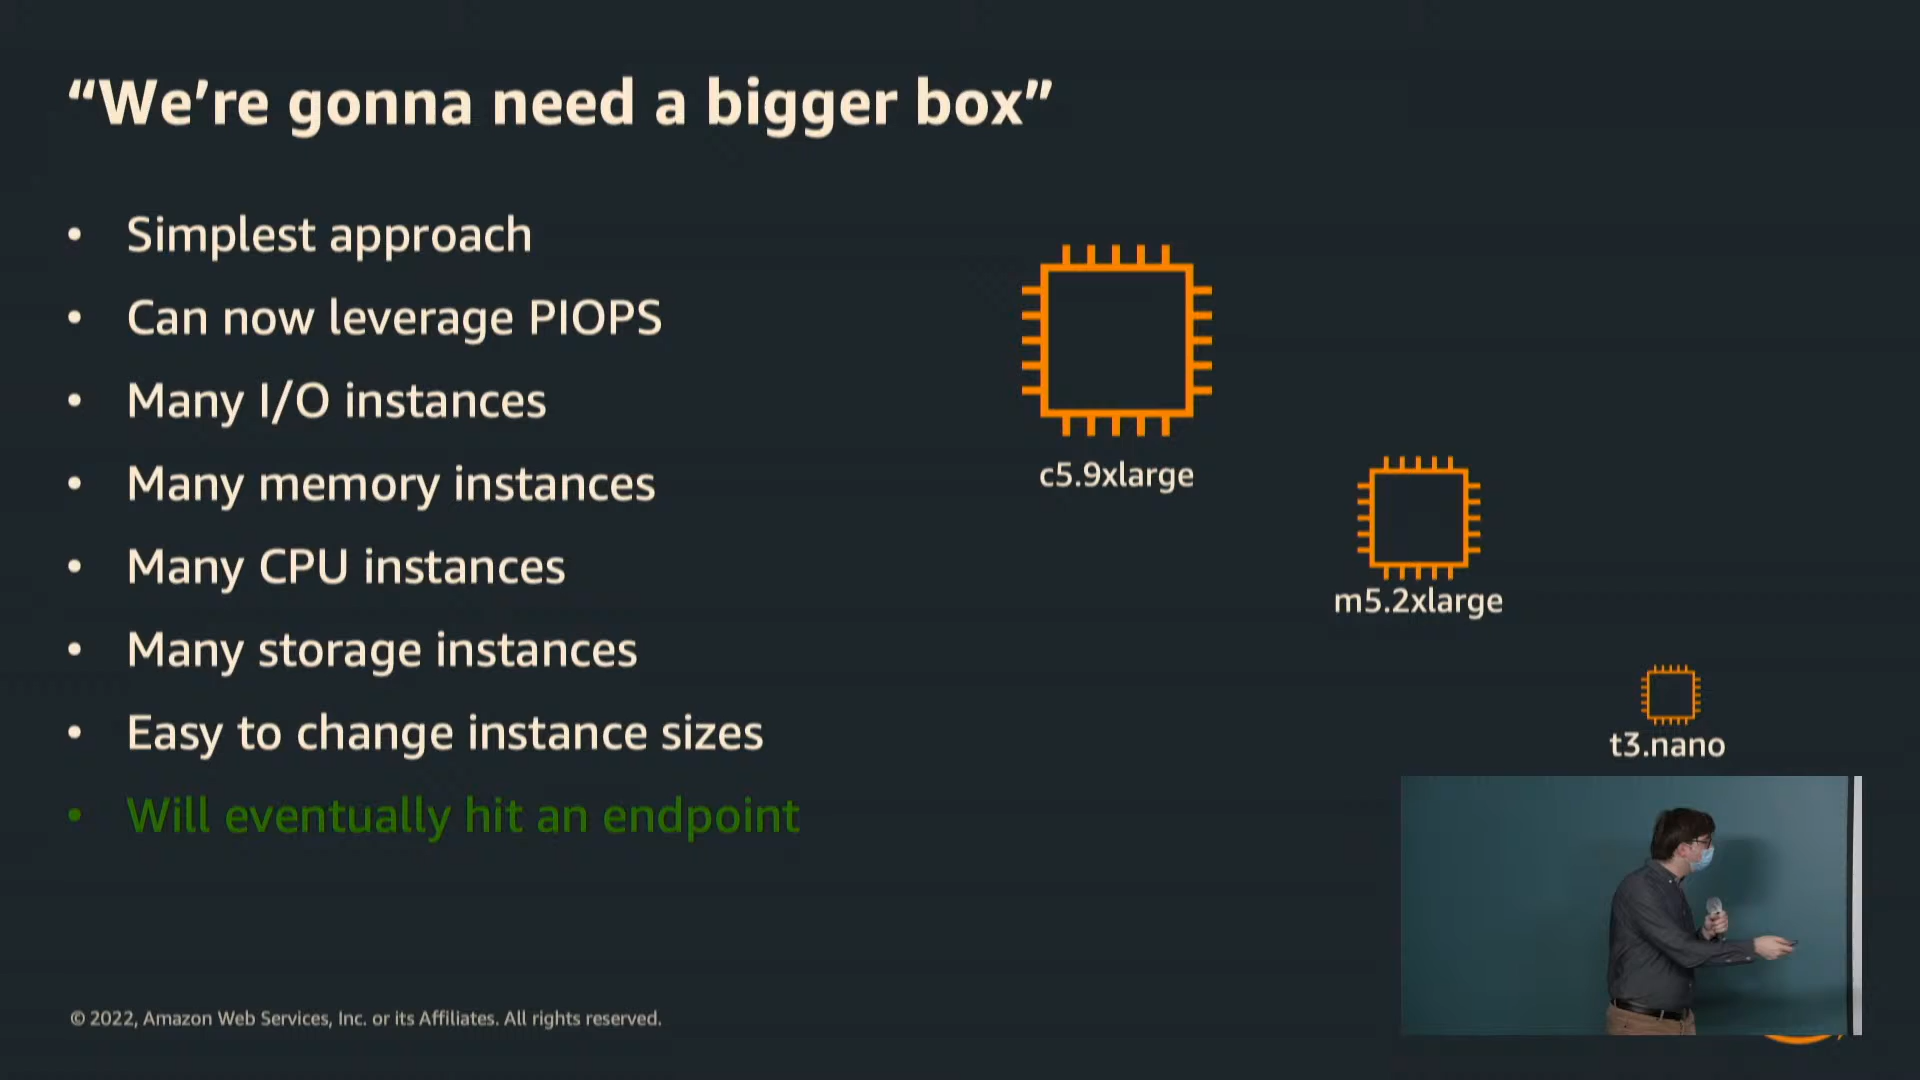 “We’re gonna need a bigger box”
• Simplest approach
• Can now leverage PIOPS
• Many I/O instances
• Many memory instances
• Many CPU instances
• Many storage instances
• Easy to change instance sizes
• Will eventually hit an endpoint
c5.9xlarge
m5.2xlarge
t3.nano
© 2022, Amazon Web Services, Inc. or its Affiliates. All rights reserved.